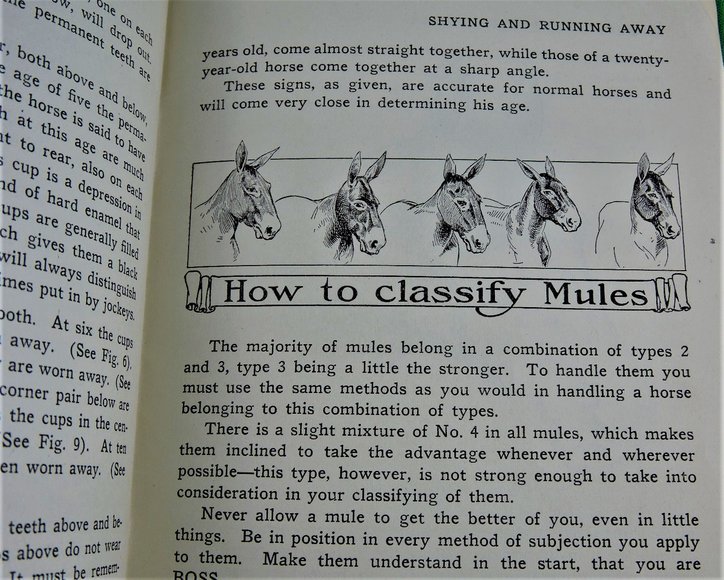 one on each
, will drop out.
the permanent teeth are
r, both above and below,
e age of five the perma-
the horse is said to have
h at this age are much
nt to rear, also on each
s cup is a depression in
nd of hard enamel that
ups are generally filled
ch gives them a black
will always distinguish
imes put in by jockeys.
ooth. At six the cups
away. (See Fig. 6).
are worn away. (See
corner pair below are
the cups in the cen-
See Fig. 9). At ten
en worn away. (See
teeth above and be-
s above do not wear
It must be remem-
SHYING AND RUNNING AWAY
years old, come almost straight together, while those of a twenty-
year-old horse come together at a sharp angle.
These signs, as given, are accurate for normal horses and
will come very close in determining his age.
How to classify Mules
The majority of mules belong in a combination of types 2
and 3, type 3 being a little the stronger. To handle them you
must use the same methods as you would in handling a horse
belonging to this combination of types.
There is a slight mixture of No. 4 in all mules, which makes
them inclined to take the advantage whenever and wherever
possible—this type, however, is not strong enough to take into
consideration in your classifying of them.
Never allow a mule to get the better of you, even in little
things. Be in position in every method of subjection you apply
to them. Make them understand in the start, that you are
BOSS